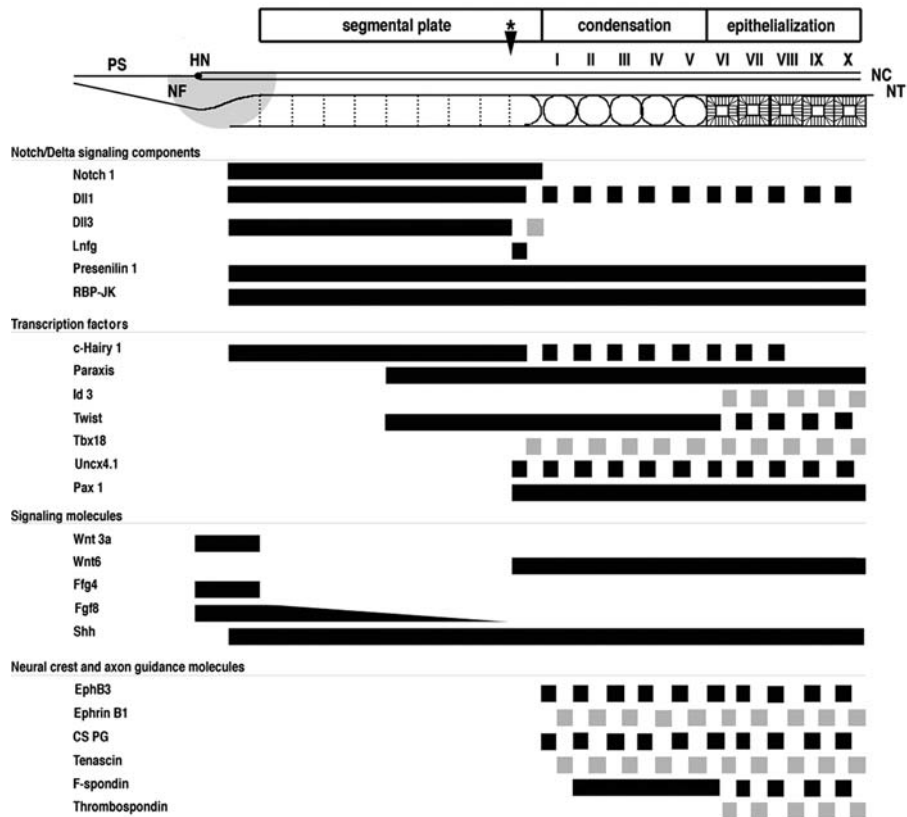 segmental plate condensation epithelialization
*
PS HN I II III IV V VI VII VIII IX X
NF NC
NT
Notch/Delta signaling components
Notch 1
Dll1
Dll3
Lnfg
Presenilin 1
RBP-JK
Transcription factors
c-Hairy 1
Paraxis
Id 3
Twist
Tbx18
Uncx4.1
Pax 1
Signaling molecules
Wnt 3a
Wnt6
Ffg4
Fgf8
Shh
Neural crest and axon guidance molecules
EphB3
Ephrin B1
CS PG
Tenascin
F-spondin
Thrombospondin